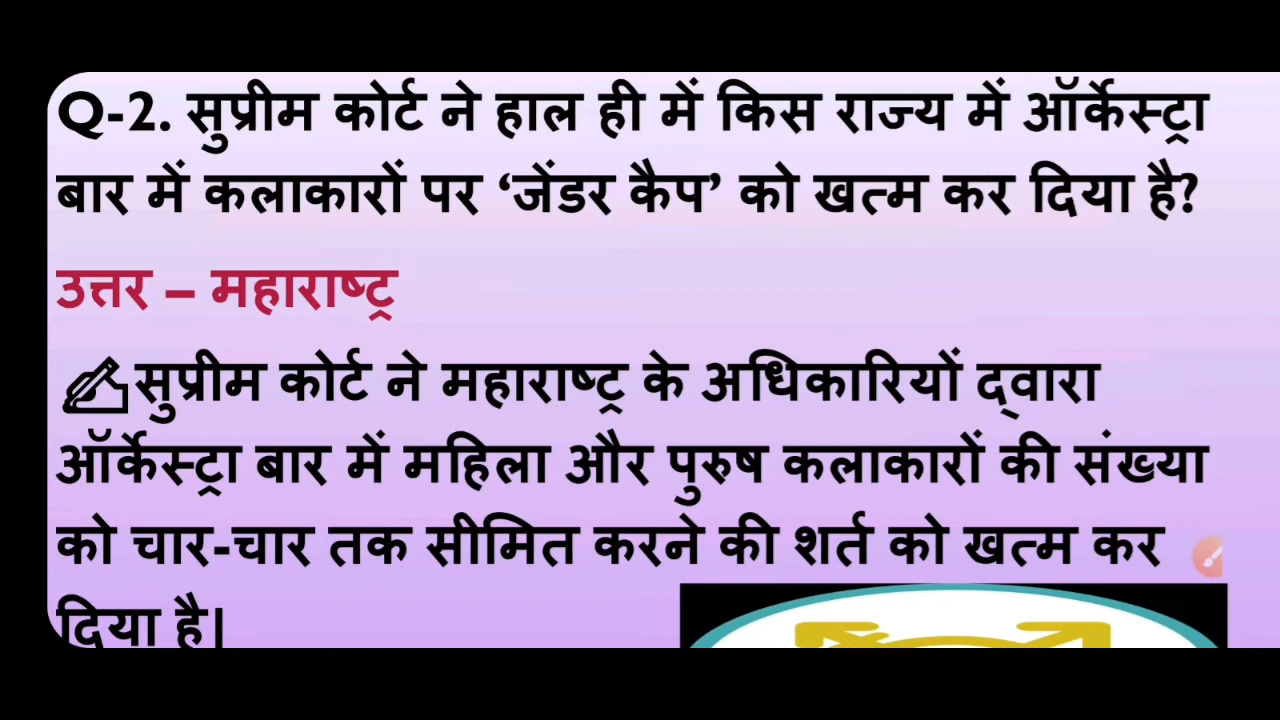 Q-2. सुप्रीम कोर्ट ने हाल ही में किस राज्य में ऑर्केस्ट्रा
बार में कलाकारों पर ‘जेंडर कैप’ को खत्म कर दिया है?
उत्तर – महाराष्ट्र
✍सुप्रीम कोर्ट ने महाराष्ट्र के अधिकारियों द्वारा
ऑर्केस्ट्रा बार में महिला और पुरुष कलाकारों की संख्या
को चार-चार तक सीमित करने की शर्त को खत्म कर
दिया है।